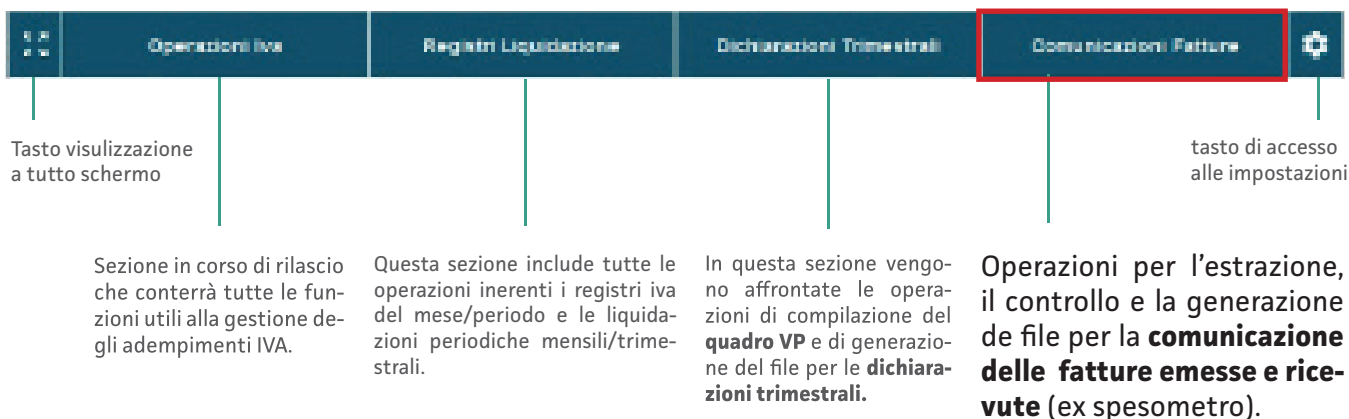 Operazioni Iva
Registri Liquidazione
Dichiarazioni Trimestrali
Comunicazioni Fatture
Tasto visulizzazione
a tutto schermo
tasto di accesso
alle impostazioni
Sezione in corso di rilascio
che conterrà tutte le fun-
zioni utili alla gestione de-
gli adempimenti IVA.
Questa sezione include tutte le
operazioni inerenti i registri iva
del mese/periodo e le liquida-
zioni periodiche mensili/trime-
strali.
In questa sezione vengo-
no affrontate le opera-
zioni di compilazione del
quadro VP e di generazio-
ne del file per le dichiara-
zioni trimestrali.
Operazioni per l'estrazione,
il controllo e la generazione
de file per la comunicazione
delle fatture emesse e rice-
vute (ex spesometro).